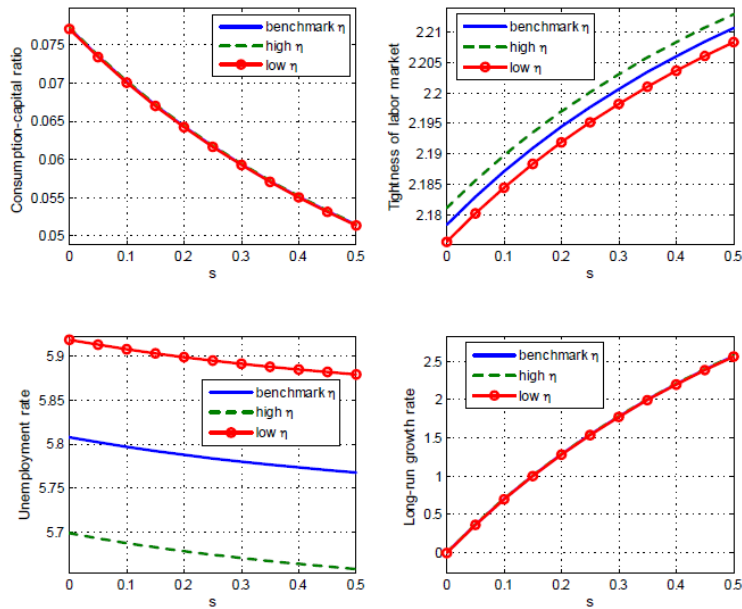 Consumption-capital ratio
0.075
0.07
0.065
0.06
0.055
0.05
benchmark η
high η
low η
0 0.1 0.2 0.3 0.4 0.5
s
Tightness of labor market
2.21
2.205
2.2
2.195
2.19
2.185
2.18
benchmark η
high η
low η
0 0.1 0.2 0.3 0.4 0.5
s
Unemployment rate
5.9
5.8
5.7
benchmark η
high η
low η
0 0.1 0.2 0.3 0.4 0.5
s
Long-run growth rate
2.5
2
1.5
1
0.5
0
benchmark η
high η
low η
0 0.1 0.2 0.3 0.4 0.5
s